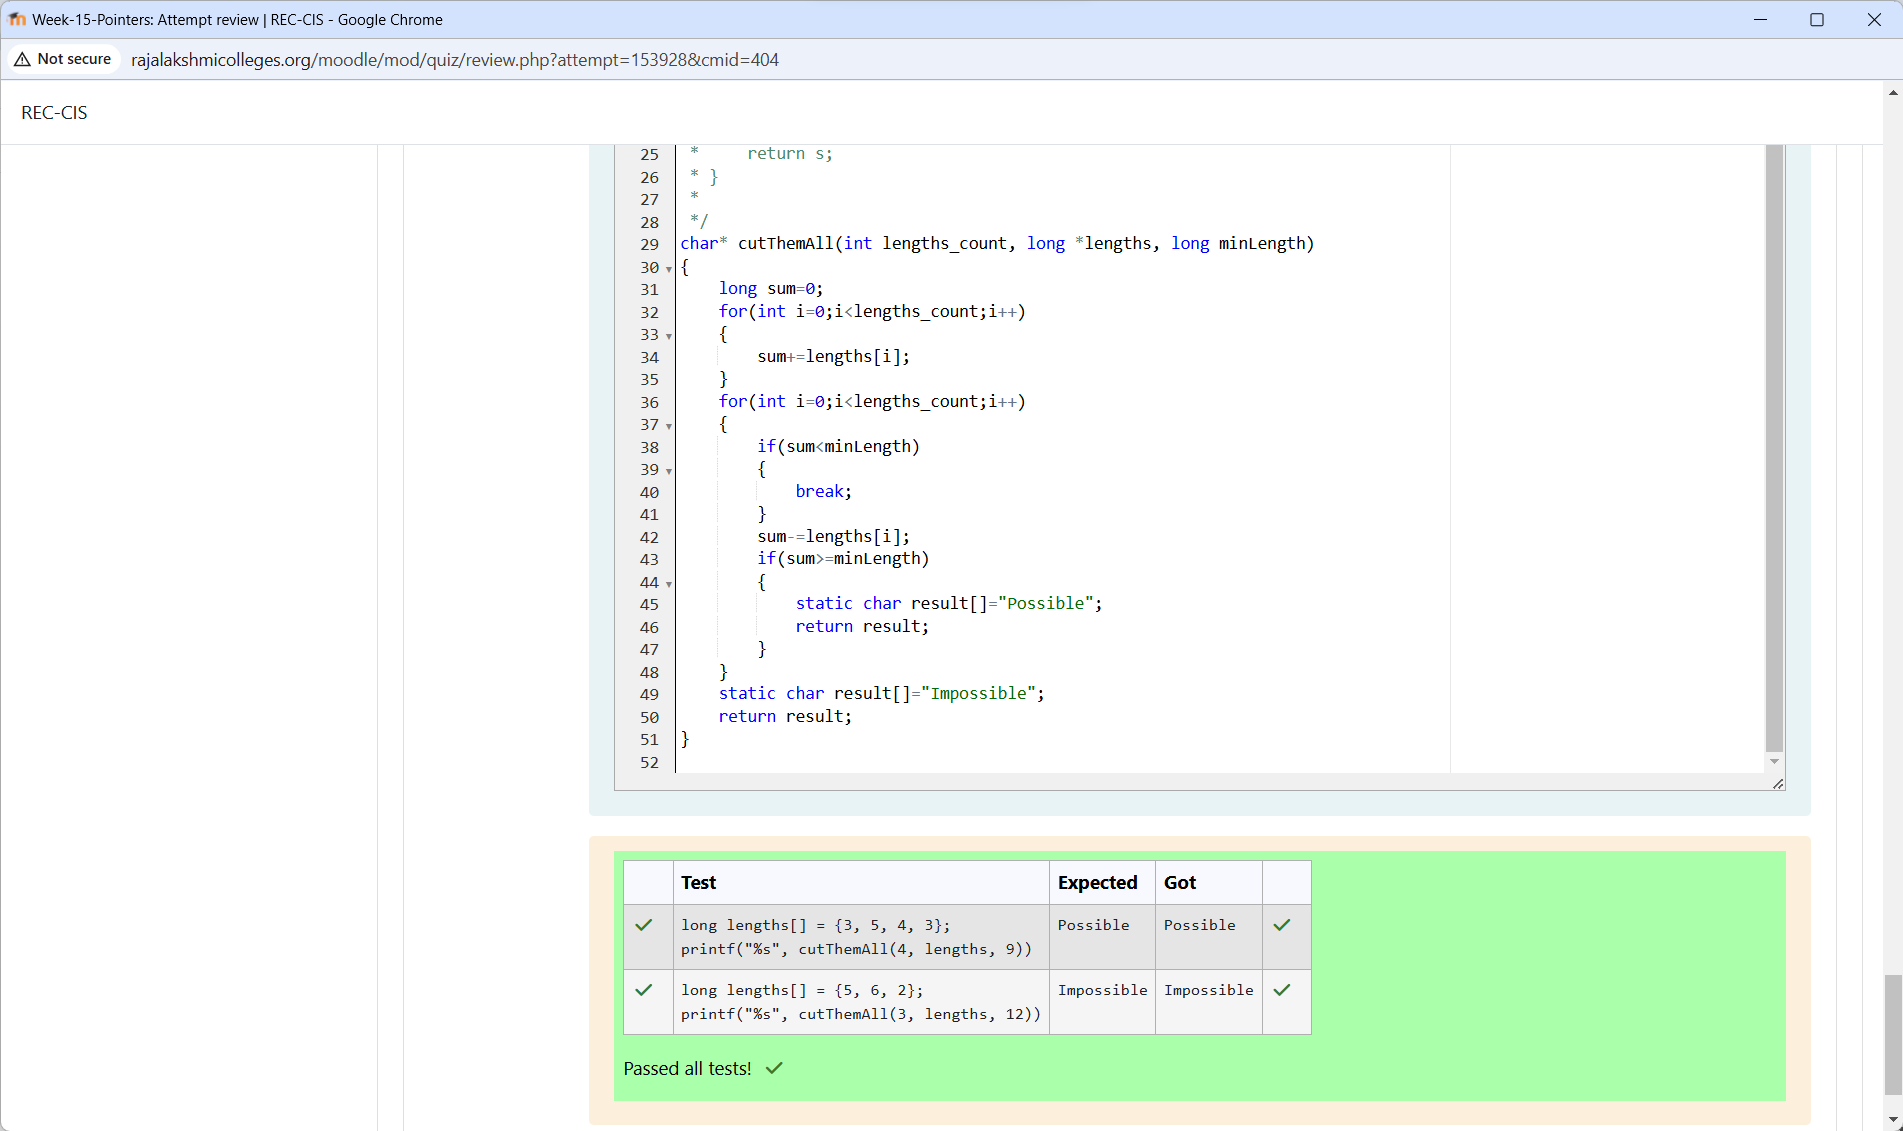 Week-15-Pointers: Attempt review | REC-CIS - Google Chrome
Not secure rajalakshmicolleges.org/moodle/mod/quiz/review.php?attempt=153928&cmid=404
REC-CIS
25  *     return s;
26  * }
27  *
28  */
29 char* cutThemAll(int lengths_count, long *lengths, long minLength)
30 {
31     long sum=0;
32     for(int i=0;i<lengths_count;i++)
33     {
34         sum+=lengths[i];
35     }
36     for(int i=0;i<lengths_count;i++)
37     {
38         if(sum<minLength)
39         {
40             break;
41         }
42         sum-=lengths[i];
43         if(sum>=minLength)
44         {
45             static char result[]="Possible";
46             return result;
47         }
48     }
49     static char result[]="Impossible";
50     return result;
51 }
52
Test Expected Got
long lengths[] = {3, 5, 4, 3}; Possible Possible
printf("%s", cutThemAll(4, lengths, 9))
long lengths[] = {5, 6, 2}; Impossible Impossible
printf("%s", cutThemAll(3, lengths, 12))
Passed all tests!